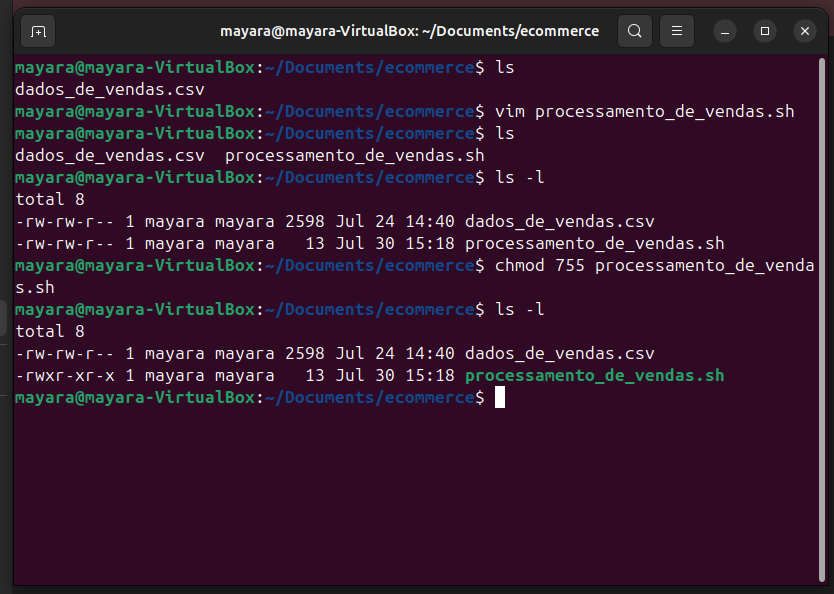 mayara@mayara-VirtualBox: ~/Documents/ecommerce
mayara@mayara-VirtualBox:~/Documents/ecommerce$ ls
dados_de_vendas.csv
mayara@mayara-VirtualBox:~/Documents/ecommerce$ vim processamento_de_vendas.sh
mayara@mayara-VirtualBox:~/Documents/ecommerce$ ls
dados_de_vendas.csv  processamento_de_vendas.sh
mayara@mayara-VirtualBox:~/Documents/ecommerce$ ls -l
total 8
-rw-rw-r-- 1 mayara mayara 2598 Jul 24 14:40 dados_de_vendas.csv
-rw-rw-r-- 1 mayara mayara   13 Jul 30 15:18 processamento_de_vendas.sh
mayara@mayara-VirtualBox:~/Documents/ecommerce$ chmod 755 processamento_de_venda
s.sh
mayara@mayara-VirtualBox:~/Documents/ecommerce$ ls -l
total 8
-rw-rw-r-- 1 mayara mayara 2598 Jul 24 14:40 dados_de_vendas.csv
-rwxr-xr-x 1 mayara mayara   13 Jul 30 15:18 processamento_de_vendas.sh
mayara@mayara-VirtualBox:~/Documents/ecommerce$